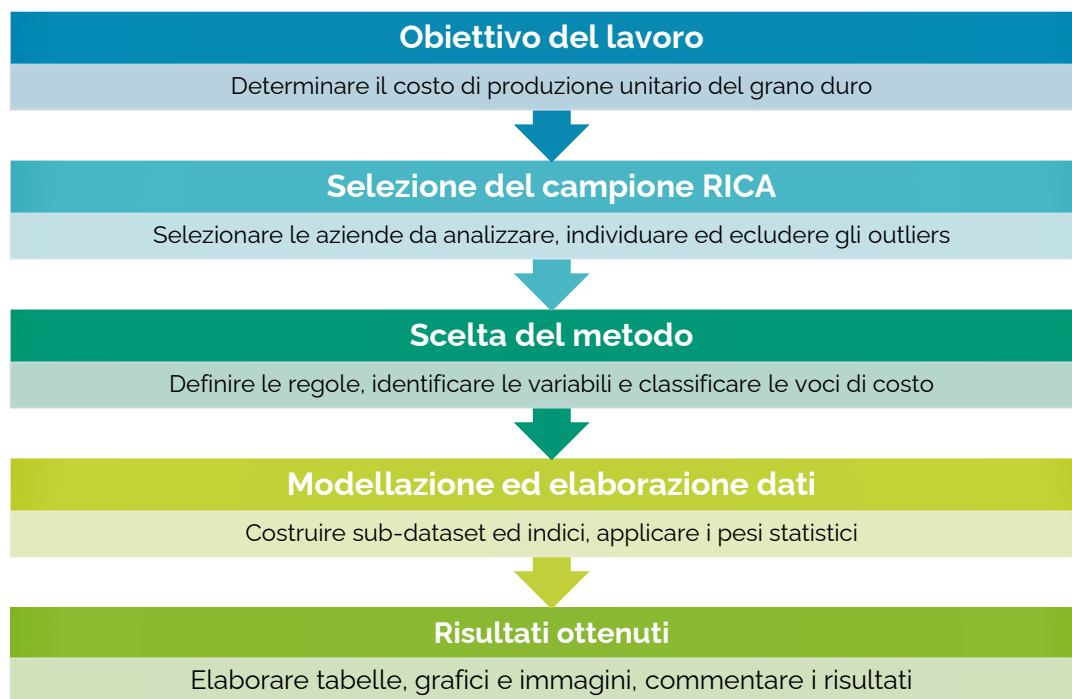 Obiettivo del lavoro
Determinare il costo di produzione unitario del grano duro
Selezione del campione RICA
Selezionare le aziende da analizzare, individuare ed ecludere gli outliers
Scelta del metodo
Definire le regole, identificare le variabili e classificare le voci di costo
Modellazione ed elaborazione dati
Costruire sub-dataset ed indici, applicare i pesi statistici
Risultati ottenuti
Elaborare tabelle, grafici e immagini, commentare i risultati